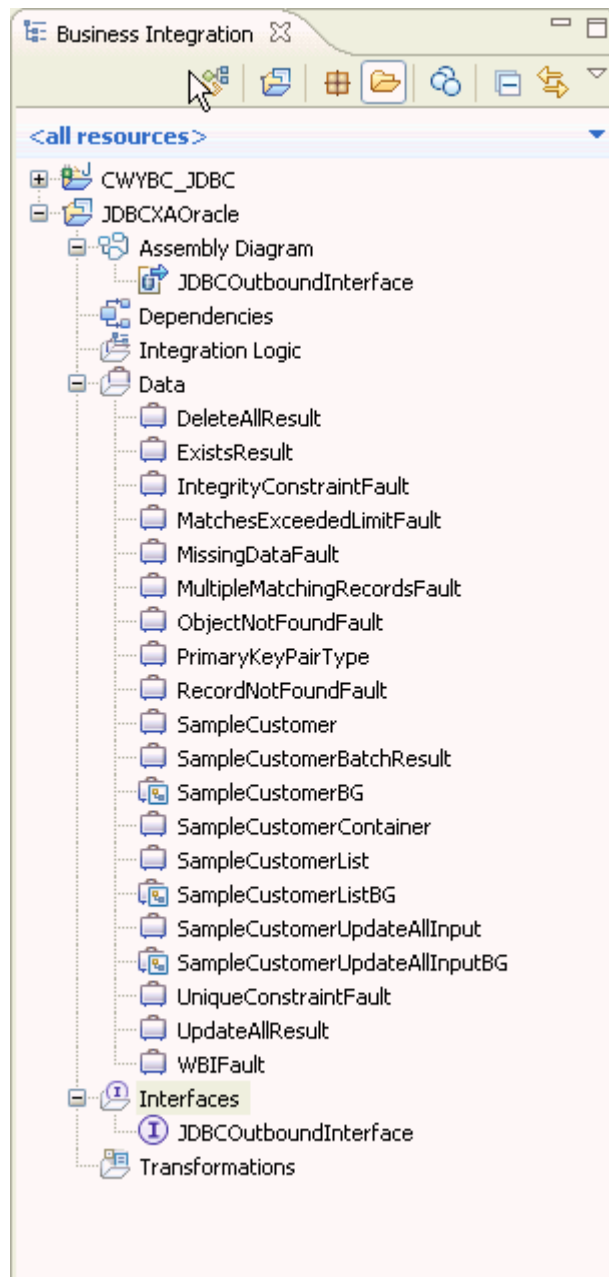 Business Integration
<all resources>
CWYBC_JDBC
JDBCXAOracle
Assembly Diagram
JDBCOutboundInterface
Dependencies
Integration Logic
Data
DeleteAllResult
ExistsResult
IntegrityConstraintFault
MatchesExceededLimitFault
MissingDataFault
MultipleMatchingRecordsFault
ObjectNotFoundFault
PrimaryKeyPairType
RecordNotFoundFault
SampleCustomer
SampleCustomerBatchResult
SampleCustomerBG
SampleCustomerContainer
SampleCustomerList
SampleCustomerListBG
SampleCustomerUpdateAllInput
SampleCustomerUpdateAllInputBG
UniqueConstraintFault
UpdateAllResult
WBIFault
Interfaces
JDBCOutboundInterface
Transformations